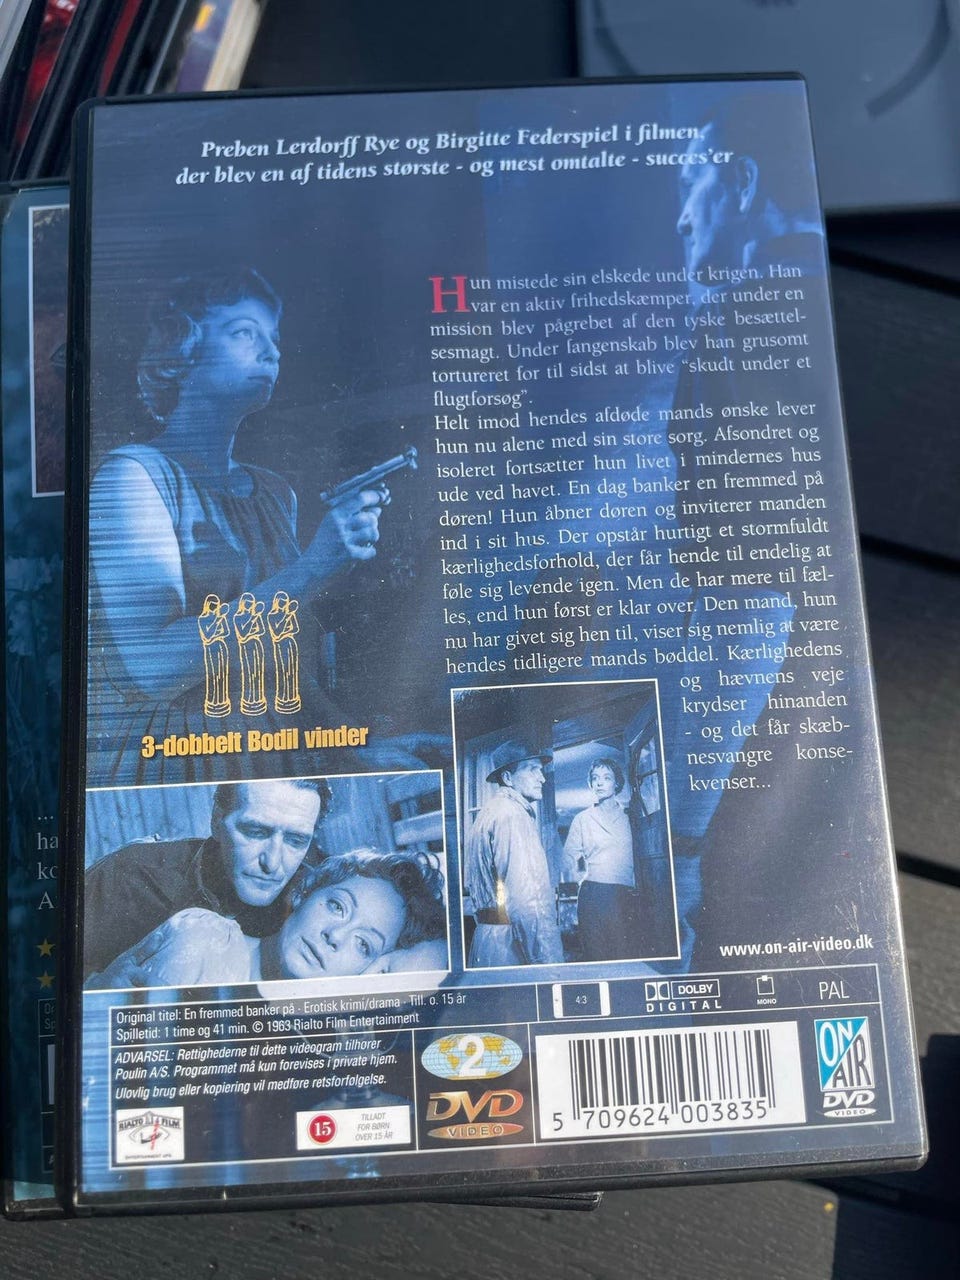 Preben Lerdorff Rye og Birgitte Federspiel i filmen,
der blev en af tidens største - og mest omtalte - succes'er
Hun mistede sin elskede under krigen. Han
var en aktiv frihedskæmper, der under en
mission blev pågrebet af den tyske besættel-
sesmagt. Under fangenskab blev han grusomt
tortureret for til sidst at blive "skudt under et
flugtforsøg".
Helt imod hendes afdøde mands ønske lever
hun nu alene med sin store sorg. Afsondret og
isoleret fortsætter hun livet i mindernes hus
ude ved havet. En dag banker en fremmed på
døren! Hun åbner døren og inviterer manden
ind i sit hus. Der opstår hurtigt et stormfuldt
kærlighedsforhold, der får hende til endelig at
føle sig levende igen. Men de har mere til fæl-
les, end hun først er klar over. Den mand, hun
nu har givet sig hen til, viser sig nemlig at være
hendes tidligere mands bøddel. Kærlighedens
og hævnens veje
krydser hinanden
- og det får skæb-
nesvangre konse-
kvenser...
3-dobbelt Bodil vinder
...
ha
ko
A
www.on-air-video.dk
Original titel: En fremmed banker på - Erotisk krimi/drama - Till. o. 15 år
Spilletid: 1 time og 41 min. © 1963 Rialto Film Entertainment
ADVARSEL: Rettighederne til dette videogram tilhører
Poulin A/S. Programmet må kun forevises i private hjem.
Ulovlig brug eller kopiering vil medføre retsforfølgelse.
4:3
DOLBY
DIGITAL
MONO
PAL
2
DVD
VIDEO
RIALTO FILM
ENTERTAINMENT APS
15
TILLADT
FOR BØRN
OVER 15 ÅR
5 709624 003835
ON
AIR
DVD
VIDEO